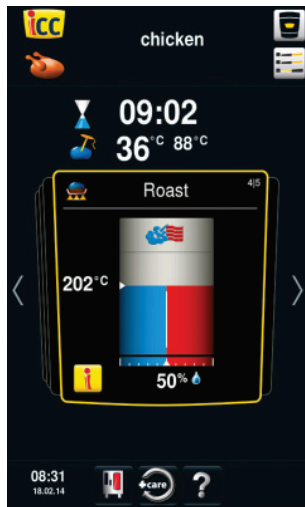 icc
chicken
09:02
36°C 88°C
Roast
4|5
202°C
i
50%
08:31
18.02.14
+care
?